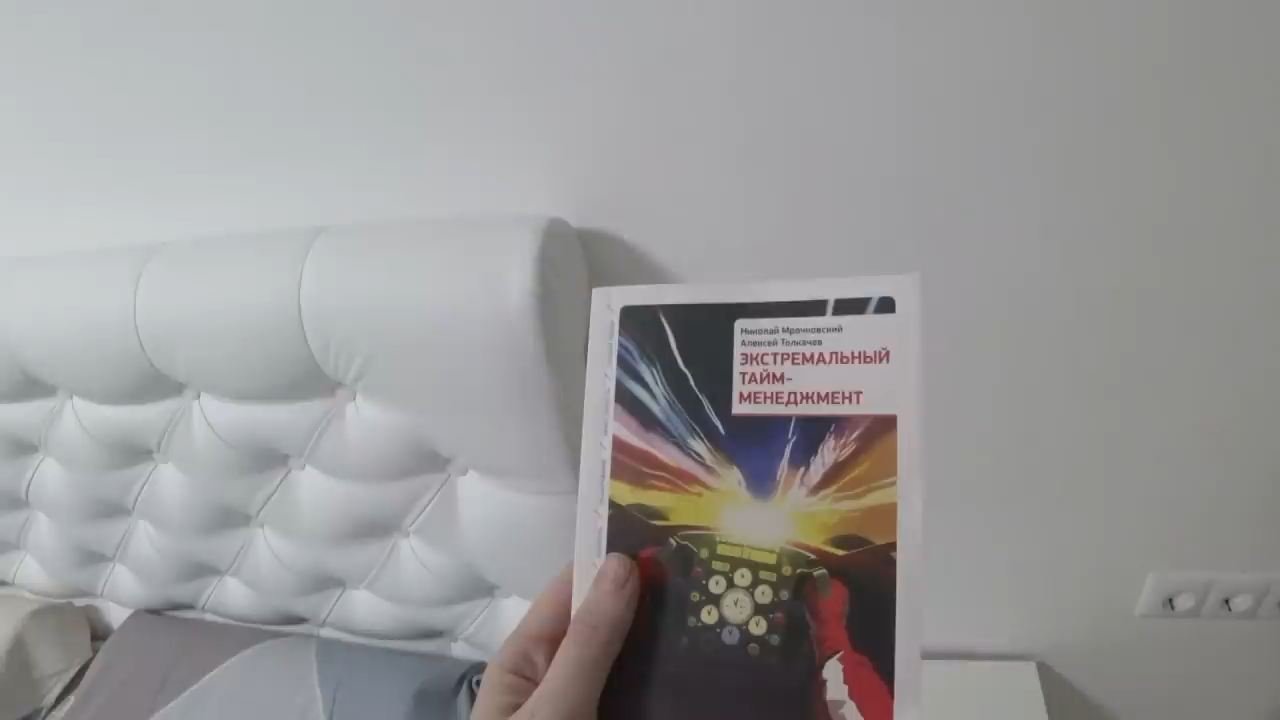 Николай Мрочковский
Алексей Толкачев
ЭКСТРЕМАЛЬНЫЙ
ТАЙМ-
МЕНЕДЖМЕНТ